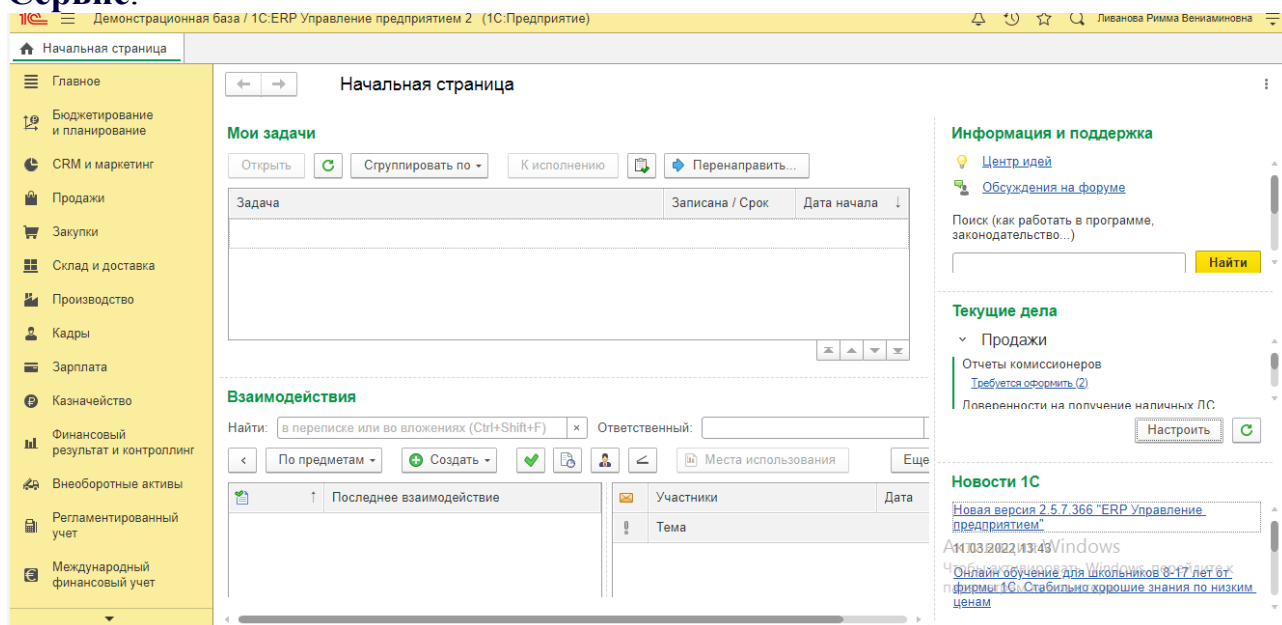 Сервис.
1С Демонстрационная база / 1С:ERP Управление предприятием 2 (1С:Предприятие) Ливанова Римма Вениаминовна
Начальная страница
Главное
Бюджетирование
и планирование
CRM и маркетинг
Продажи
Закупки
Склад и доставка
Производство
Кадры
Зарплата
Казначейство
Финансовый
результат и контроллинг
Внеоборотные активы
Регламентированный
учет
Международный
финансовый учет
Начальная страница
Мои задачи
Открыть Сгруппировать по К исполнению Перенаправить...
Задача Записана / Срок Дата начала ↓
Взаимодействия
Найти: в переписке или во вложениях (Ctrl+Shift+F) × Ответственный:
По предметам Создать Места использования Еще
↑ Последнее взаимодействие Участники Дата
Тема
Информация и поддержка
Центр идей
Обсуждения на форуме
Поиск (как работать в программе,
законодательство...)
Найти
Текущие дела
Продажи
Отчеты комиссионеров
Требуется оформить (2)
Доверенности на получение наличных ДС
Настроить
Новости 1С
Новая версия 2.5.7.366 "ERP Управление
предприятием"
11.03.2022 13:43
Онлайн обучение для школьников 8-17 лет от
фирмы 1С. Стабильно хорошие знания по низким
ценам